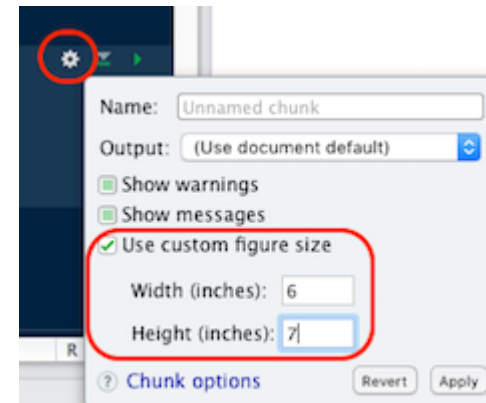 Name: Unnamed chunk
Output: (Use document default)
Show warnings
Show messages
Use custom figure size
Width (inches): 6
Height (inches): 7
R
? Chunk options Revert Apply